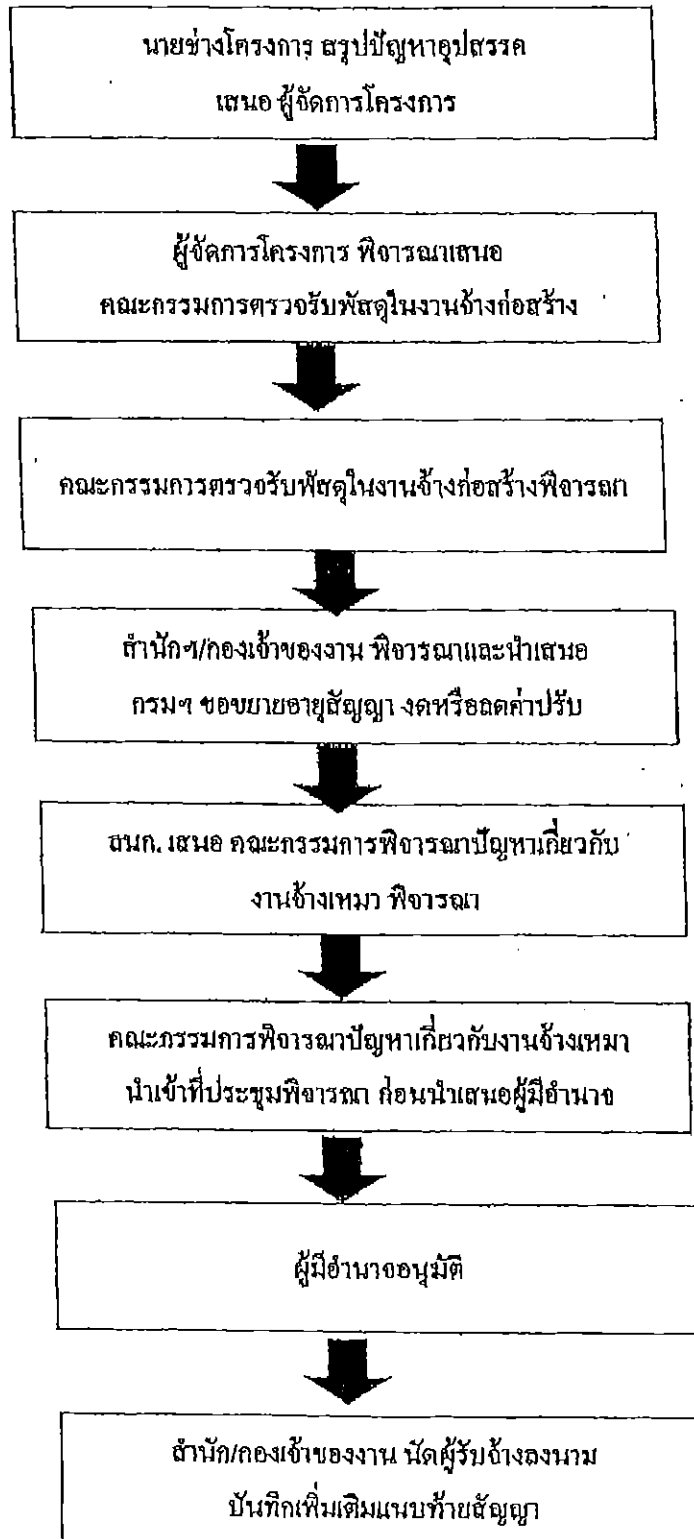 นายช่างโครงการ สรุปปัญหาอุปสรรค
เสนอ ผู้จัดการโครงการ
ผู้จัดการโครงการ พิจารณาเสนอ
คณะกรรมการตรวจรับพัสดุในงานจ้างก่อสร้าง
คณะกรรมการตรวจรับพัสดุในงานจ้างก่อสร้างพิจารณา
สำนักฯ/กองเจ้าของงาน พิจารณาและนำเสนอ
กรมฯ ขอขยายอายุสัญญา งดหรือลดค่าปรับ
สนก. เสนอ คณะกรรมการพิจารณาปัญหาเกี่ยวกับ
งานจ้างเหมา พิจารณา
คณะกรรมการพิจารณาปัญหาเกี่ยวกับงานจ้างเหมา
นำเข้าที่ประชุมพิจารณา ก่อนนำเสนอผู้มีอำนาจ
ผู้มีอำนาจอนุมัติ
สำนัก/กองเจ้าของงาน นัดผู้รับจ้างลงนาม
บันทึกเพิ่มเติมแนบท้ายสัญญา